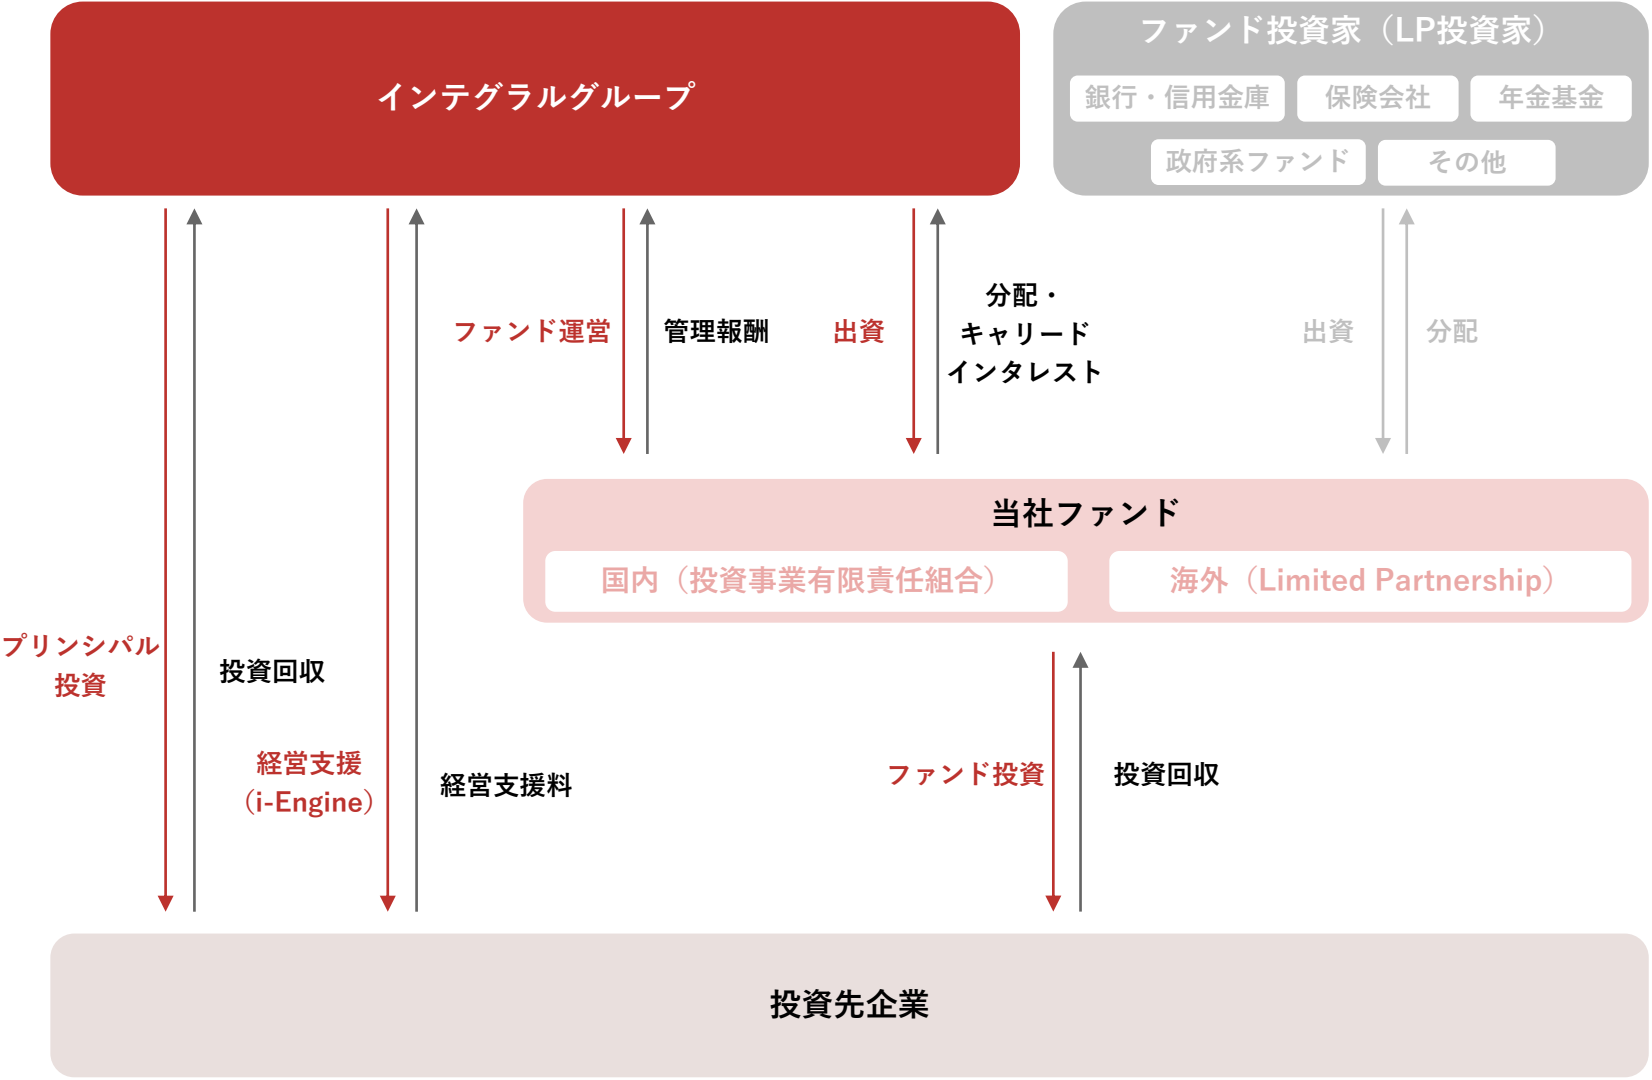 インテグラルグループ
ファンド投資家（LP投資家）
銀行・信用金庫
保険会社
年金基金
政府系ファンド
その他
ファンド運営
管理報酬
出資
分配・
キャリード
インタレスト
出資
分配
当社ファンド
国内（投資事業有限責任組合）
海外（Limited Partnership）
プリンシパル
投資
投資回収
経営支援
（i-Engine）
経営支援料
ファンド投資
投資回収
投資先企業